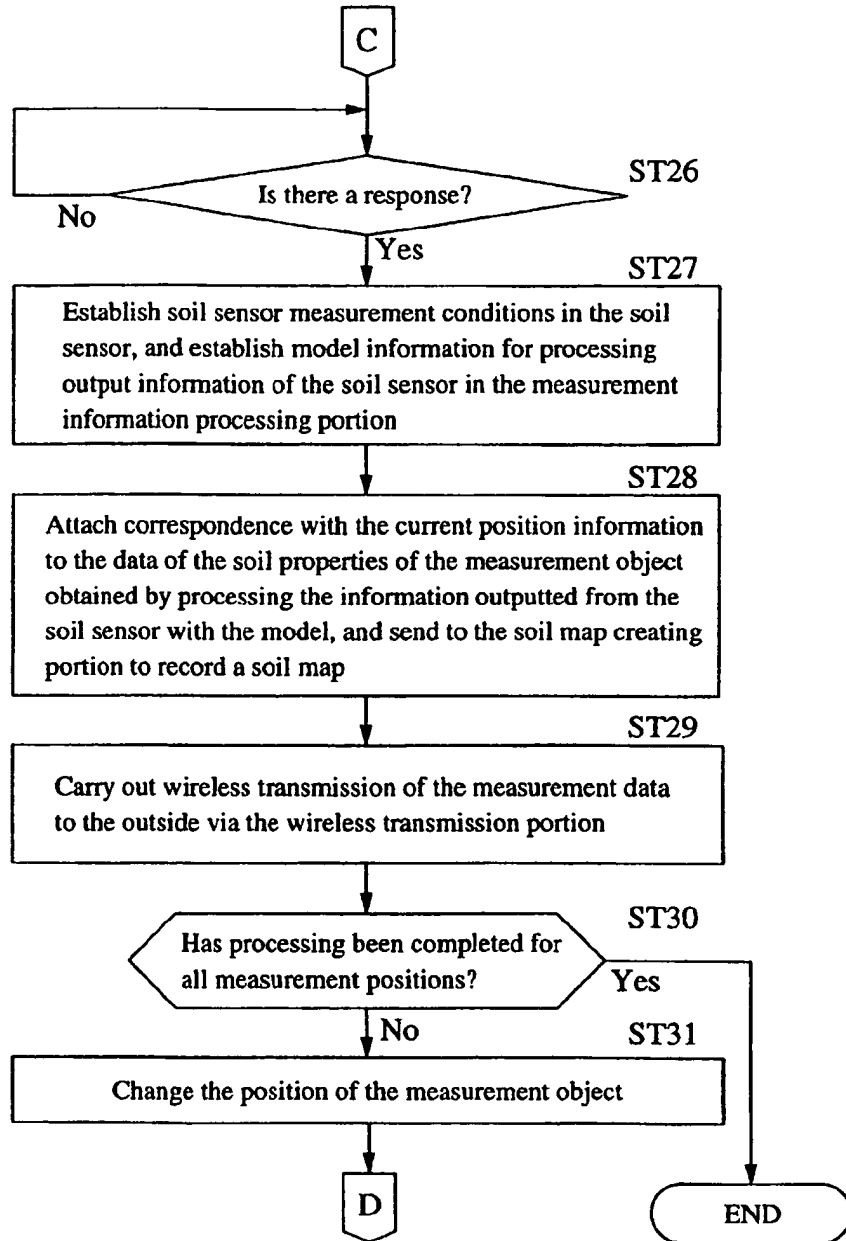 C
ST26
Is there a response?
No
Yes
ST27
Establish soil sensor measurement conditions in the soil
sensor, and establish model information for processing
output information of the soil sensor in the measurement
information processing portion
ST28
Attach correspondence with the current position information
to the data of the soil properties of the measurement object
obtained by processing the information outputted from the
soil sensor with the model, and send to the soil map creating
portion to record a soil map
ST29
Carry out wireless transmission of the measurement data
to the outside via the wireless transmission portion
ST30
Has processing been completed for
all measurement positions?
Yes
No
ST31
Change the position of the measurement object
D
END